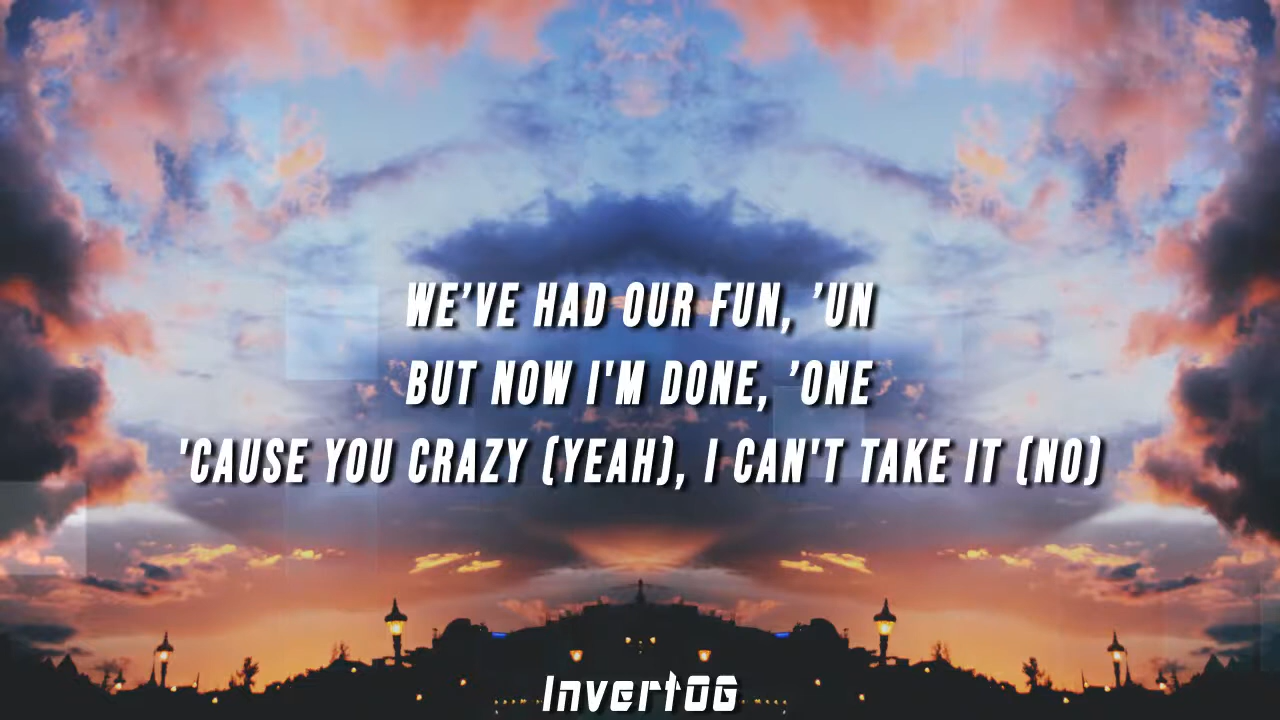 WE’VE HAD OUR FUN, ’UN
BUT NOW I'M DONE, ’ONE
'CAUSE YOU CRAZY (YEAH), I CAN'T TAKE IT (NO)
InvertOG